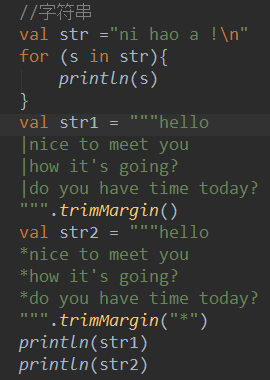 //字符串
val str ="ni hao a !\n"
for (s in str){
    println(s)
}
val str1 = """hello
|nice to meet you
|how it's going?
|do you have time today?
""".trimMargin()
val str2 = """hello
*nice to meet you
*how it's going?
*do you have time today?
""".trimMargin("*")
println(str1)
println(str2)